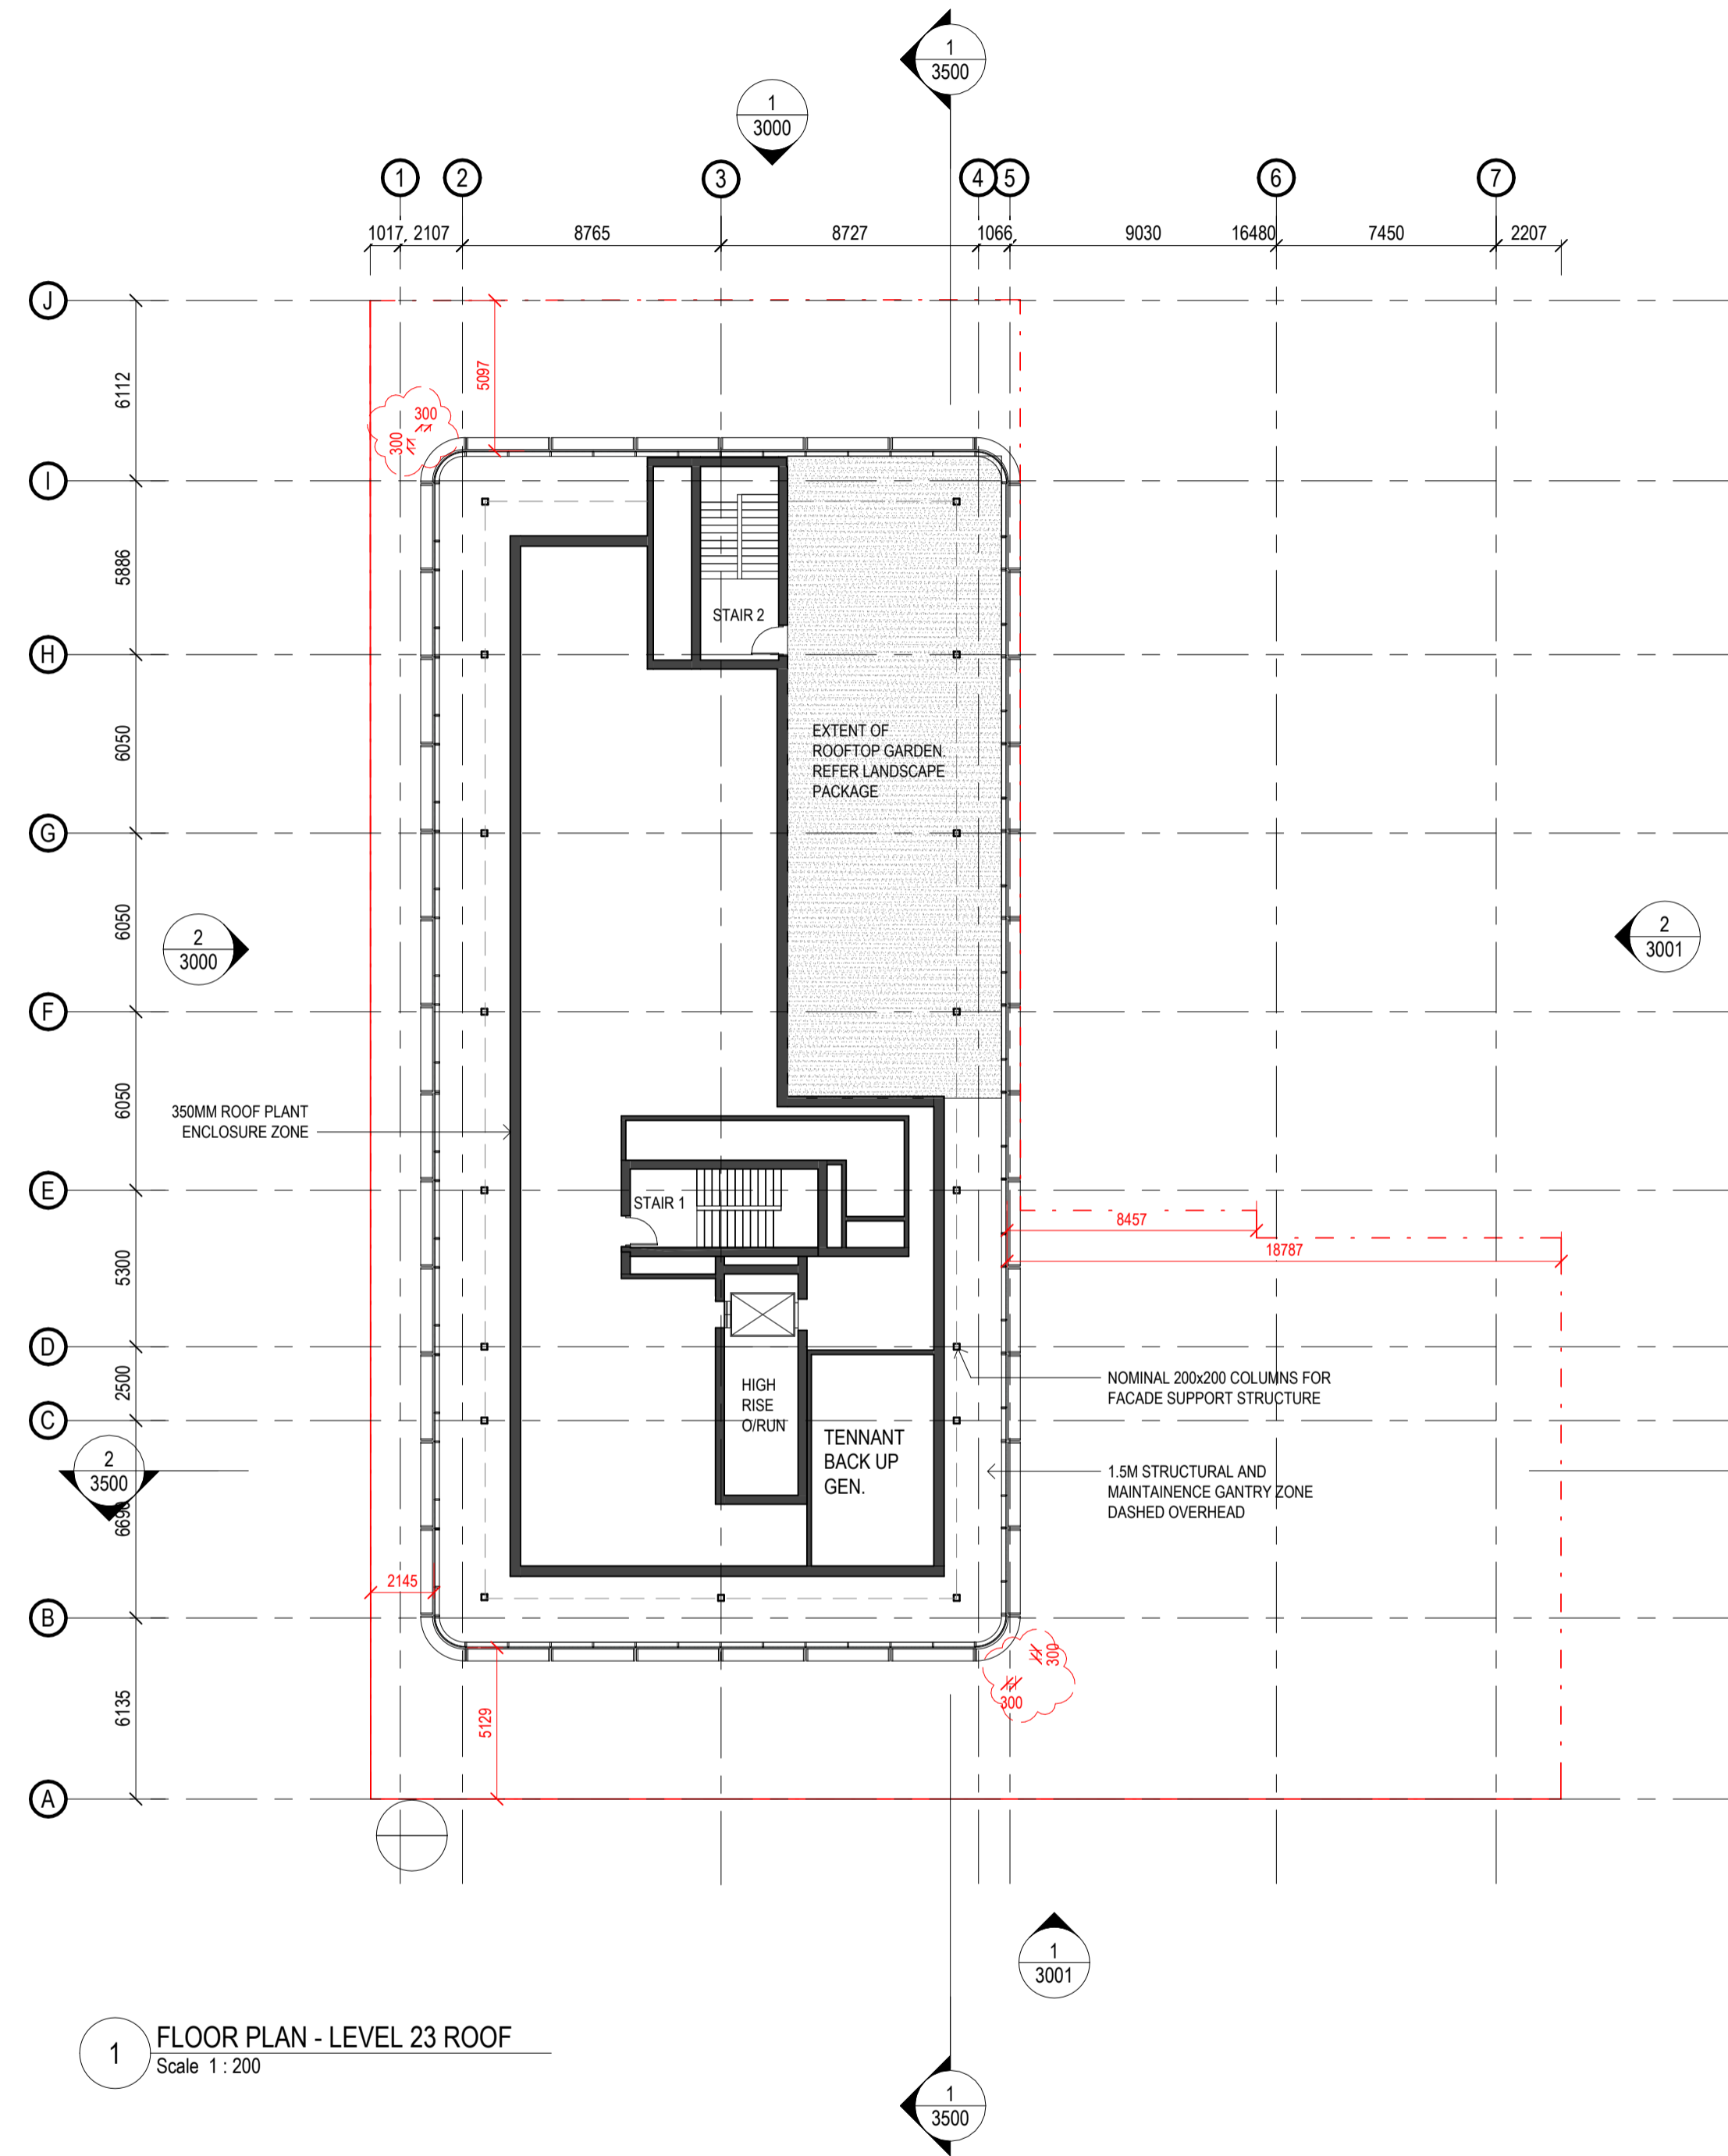 1
3500
1
3000
1
2
3
4
5
6
7
1017
2107
8765
8727
1066
9030
16480
7450
2207
J
6112
5097
300
300
I
5886
STAIR 2
H
6050
EXTENT OF
ROOFTOP GARDEN.
REFER LANDSCAPE
PACKAGE
G
6050
2
3000
2
3001
F
6050
350MM ROOF PLANT
ENCLOSURE ZONE
E
STAIR 1
8457
5300
18787
D
2500
HIGH
RISE
O/RUN
NOMINAL 200x200 COLUMNS FOR
FACADE SUPPORT STRUCTURE
C
TENNANT
BACK UP
GEN.
2
3500
1.5M STRUCTURAL AND
MAINTAINENCE GANTRY ZONE
DASHED OVERHEAD
2145
B
300
300
6135
5129
A
1
3001
1
FLOOR PLAN - LEVEL 23 ROOF
Scale 1 : 200
1
3500